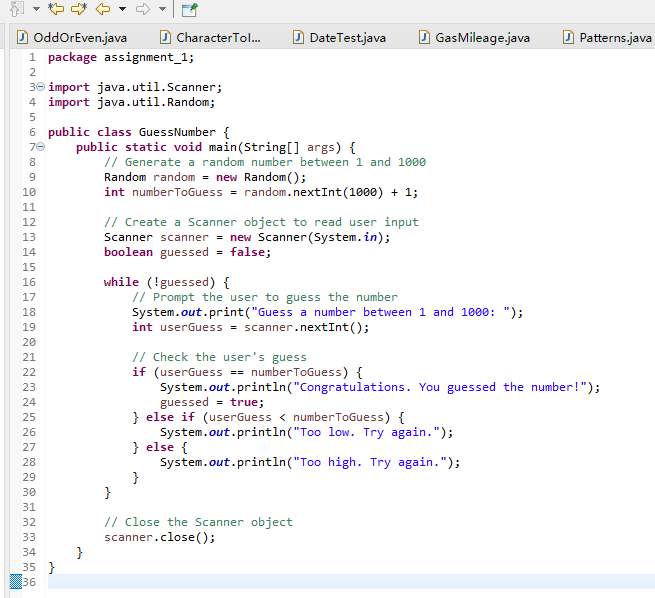 OddOrEven.java CharacterToI... DateTest.java GasMileage.java Patterns.java
1 package assignment_1;
2
3 import java.util.Scanner;
4 import java.util.Random;
5
6 public class GuessNumber {
7     public static void main(String[] args) {
8         // Generate a random number between 1 and 1000
9         Random random = new Random();
10         int numberToGuess = random.nextInt(1000) + 1;
11
12         // Create a Scanner object to read user input
13         Scanner scanner = new Scanner(System.in);
14         boolean guessed = false;
15
16         while (!guessed) {
17             // Prompt the user to guess the number
18             System.out.print("Guess a number between 1 and 1000: ");
19             int userGuess = scanner.nextInt();
20
21             // Check the user's guess
22             if (userGuess == numberToGuess) {
23                 System.out.println("Congratulations. You guessed the number!");
24                 guessed = true;
25             } else if (userGuess < numberToGuess) {
26                 System.out.println("Too low. Try again.");
27             } else {
28                 System.out.println("Too high. Try again.");
29             }
30         }
31
32         // Close the Scanner object
33         scanner.close();
34     }
35 }
36